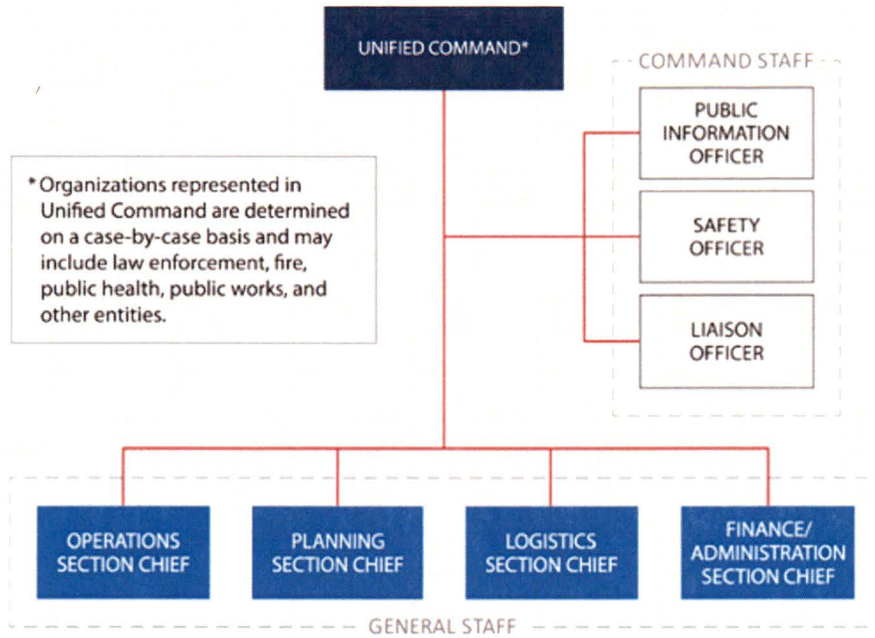 UNIFIED COMMAND*
COMMAND STAFF
PUBLIC
INFORMATION
OFFICER
SAFETY
OFFICER
LIAISON
OFFICER
* Organizations represented in
Unified Command are determined
on a case-by-case basis and may
include law enforcement, fire,
public health, public works, and
other entities.
OPERATIONS
SECTION CHIEF
PLANNING
SECTION CHIEF
LOGISTICS
SECTION CHIEF
FINANCE/
ADMINISTRATION
SECTION CHIEF
GENERAL STAFF